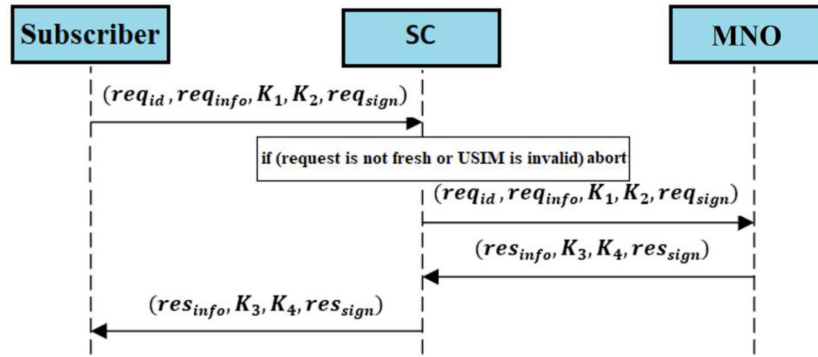 Subscriber SC MNO
(req_id, req_info, K_1, K_2, req_sign)
if (request is not fresh or USIM is invalid) abort
(req_id, req_info, K_1, K_2, req_sign)
(res_info, K_3, K_4, res_sign)
(res_info, K_3, K_4, res_sign)